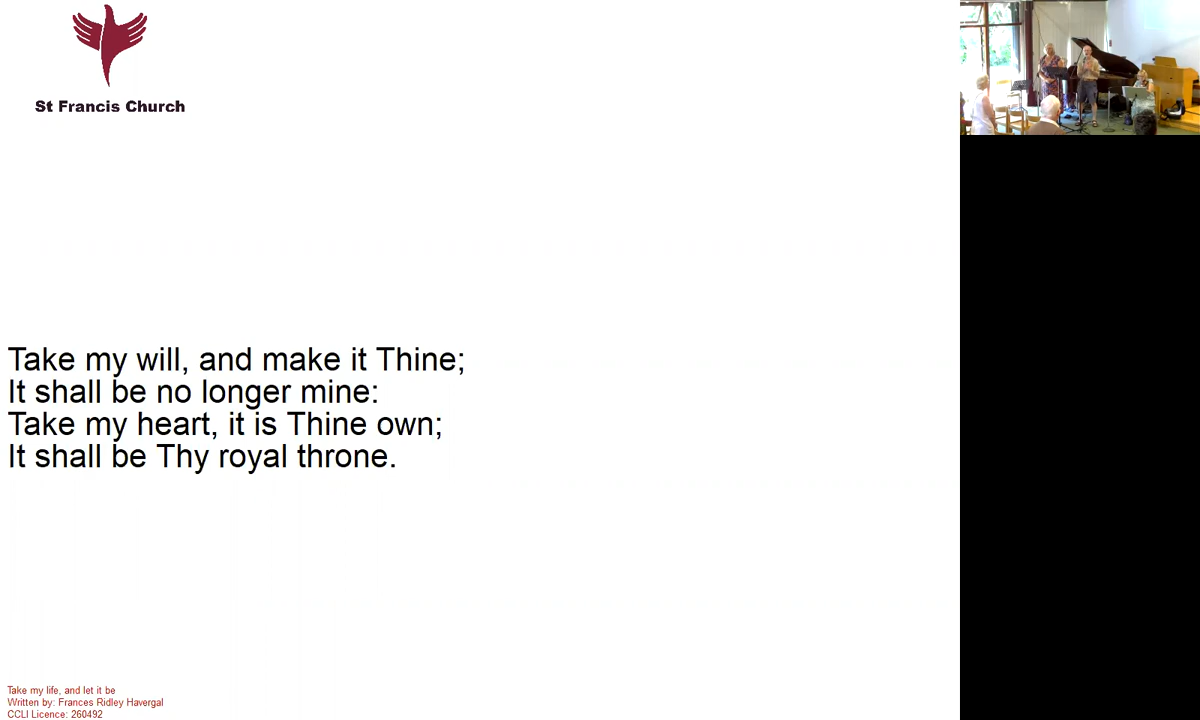 St Francis Church
Take my will, and make it Thine;
It shall be no longer mine:
Take my heart, it is Thine own;
It shall be Thy royal throne.
Take my life, and let it be
Written by: Frances Ridley Havergal
CCLI Licence: 260492